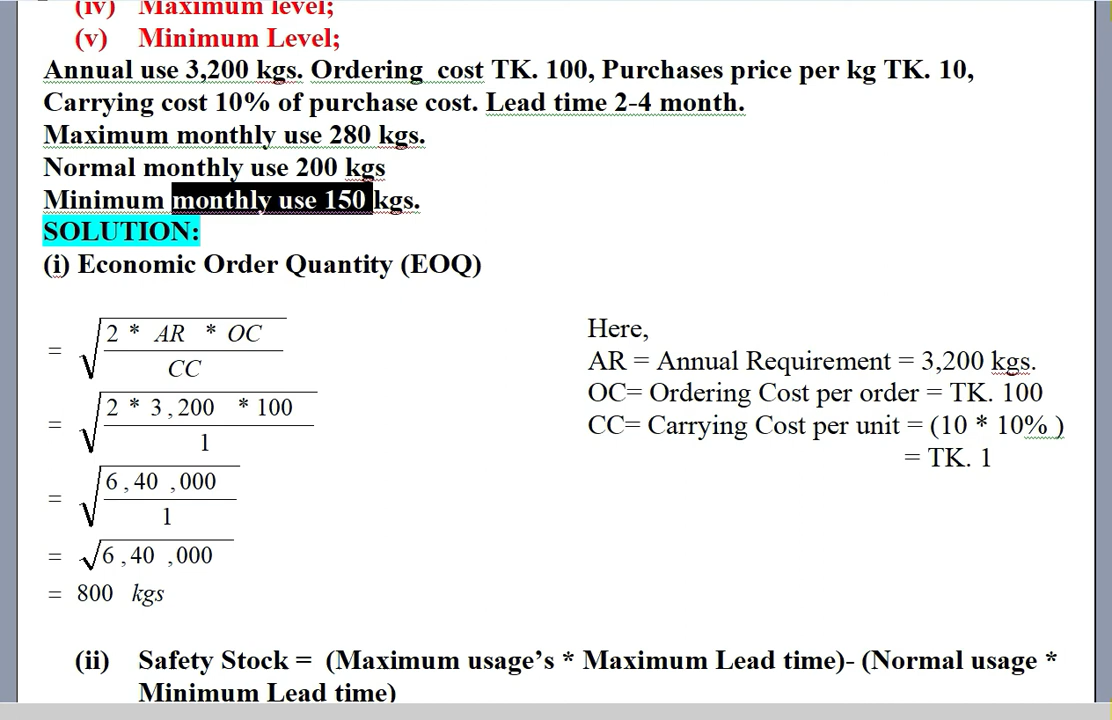 (iv) Maximum level;
(v) Minimum Level;
Annual use 3,200 kgs. Ordering cost TK. 100, Purchases price per kg TK. 10,
Carrying cost 10% of purchase cost. Lead time 2-4 month.
Maximum monthly use 280 kgs.
Normal monthly use 200 kgs
Minimum monthly use 150 kgs.
SOLUTION:
(i) Economic Order Quantity (EOQ)
= √(2 * AR * OC / CC)
= √(2 * 3,200 * 100 / 1)
= √(6,40,000 / 1)
= √6,40,000
= 800 kgs
Here,
AR = Annual Requirement = 3,200 kgs.
OC= Ordering Cost per order = TK. 100
CC= Carrying Cost per unit = (10 * 10% )
= TK. 1
(ii) Safety Stock = (Maximum usage’s * Maximum Lead time)- (Normal usage *
Minimum Lead time)